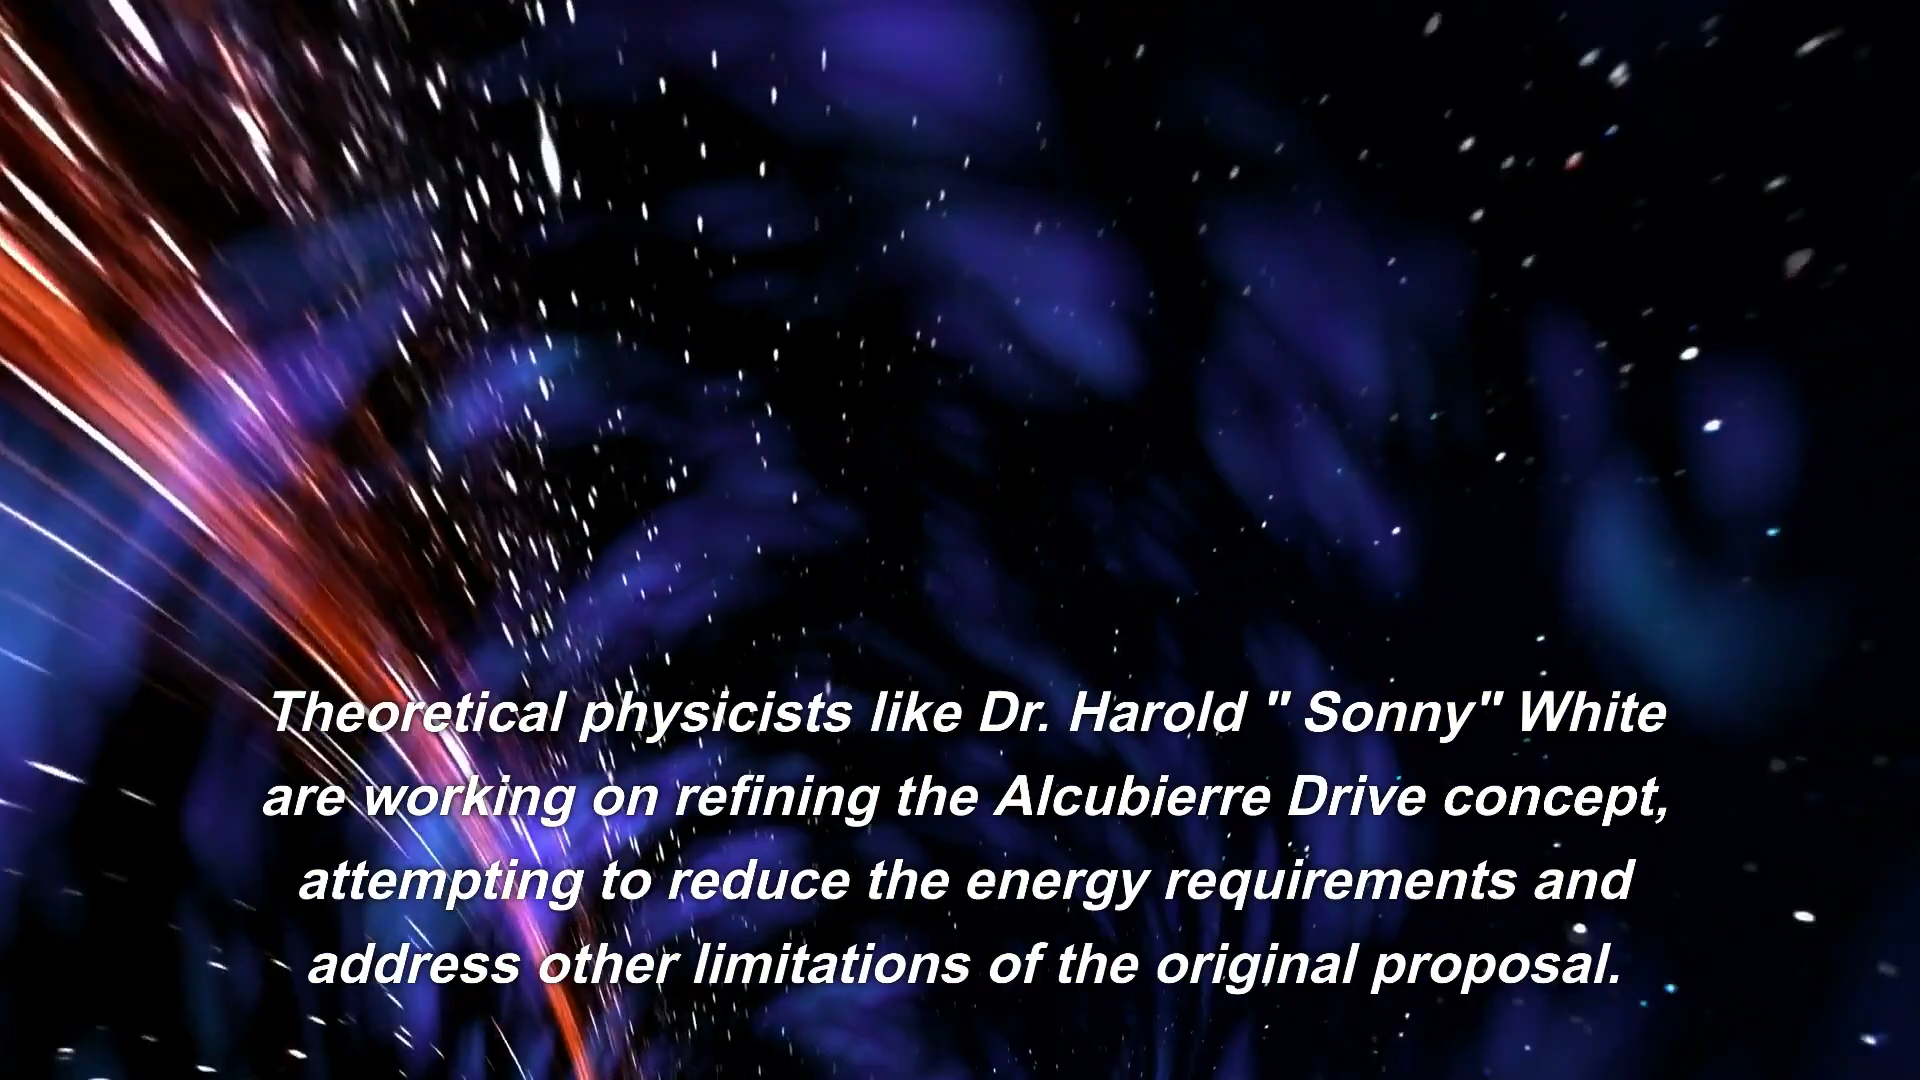 Theoretical physicists like Dr. Harold " Sonny" White
are working on refining the Alcubierre Drive concept,
attempting to reduce the energy requirements and
address other limitations of the original proposal.